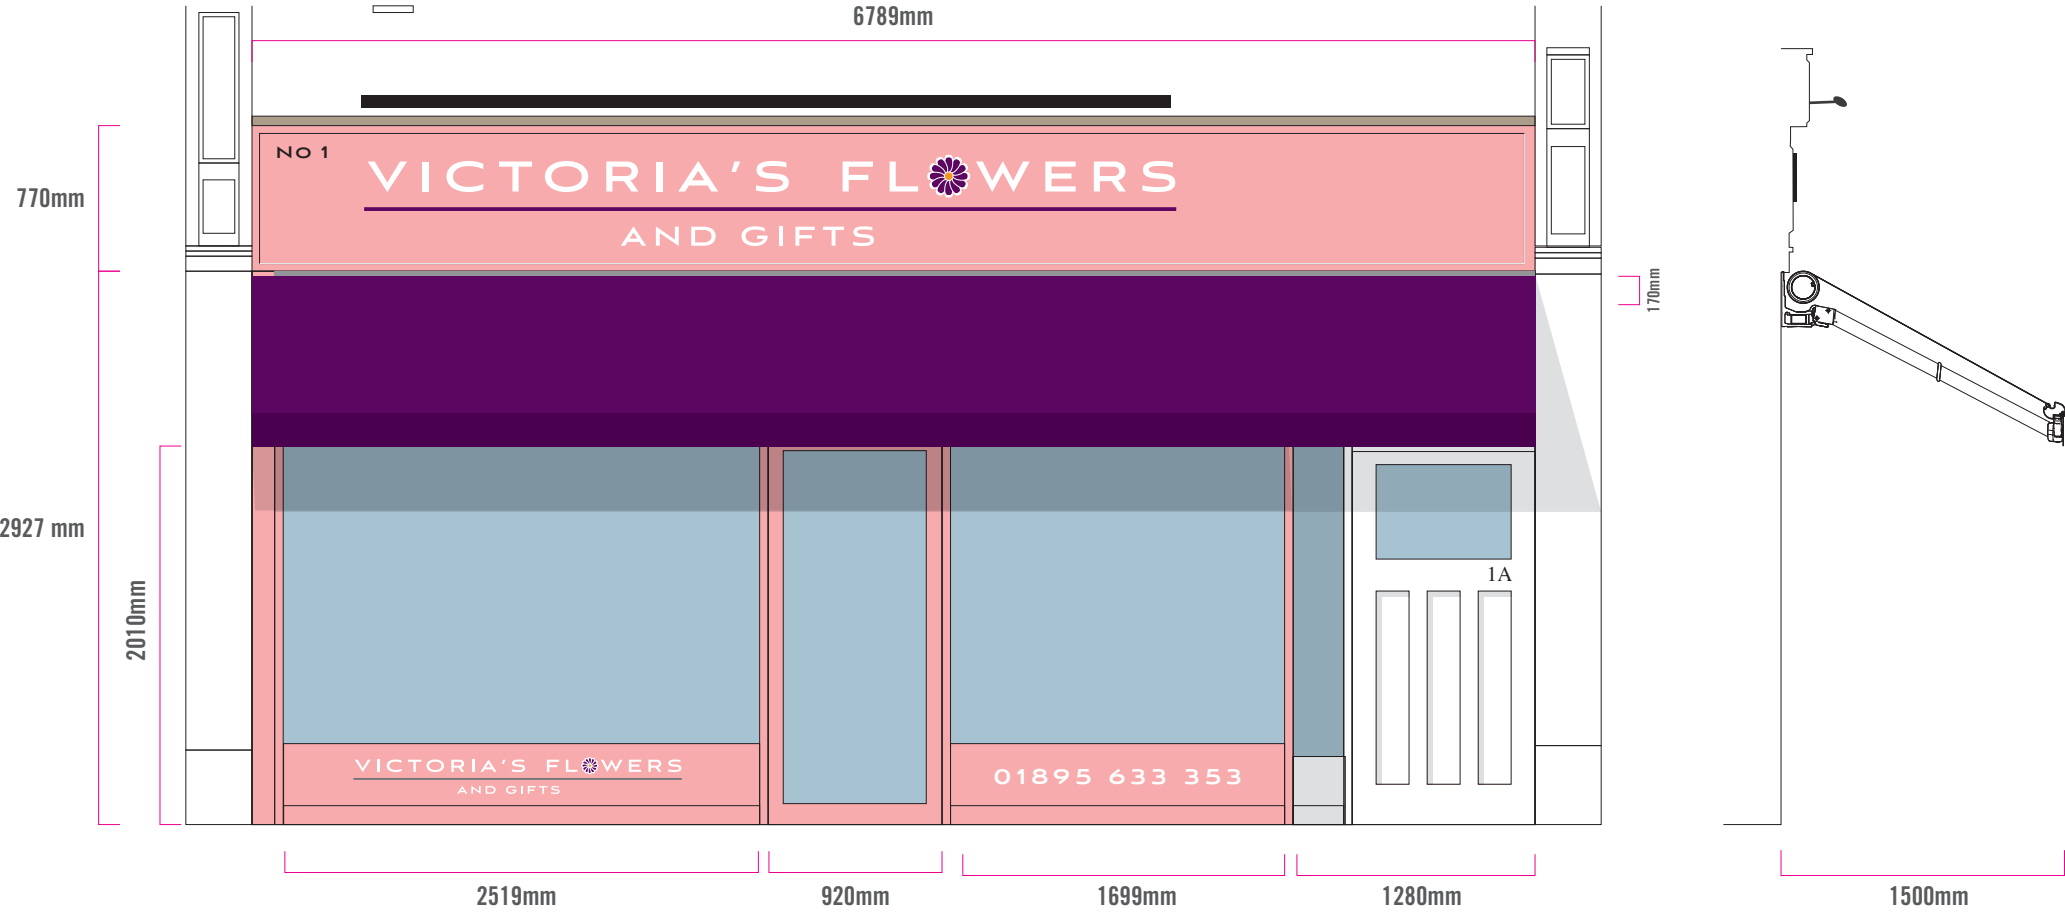 6789mm
NO 1
VICTORIA'S FLOWERS
AND GIFTS
770mm
170mm
2927 mm
2010mm
1A
VICTORIA'S FLOWERS
AND GIFTS
01895 633 353
2519mm
920mm
1699mm
1280mm
1500mm